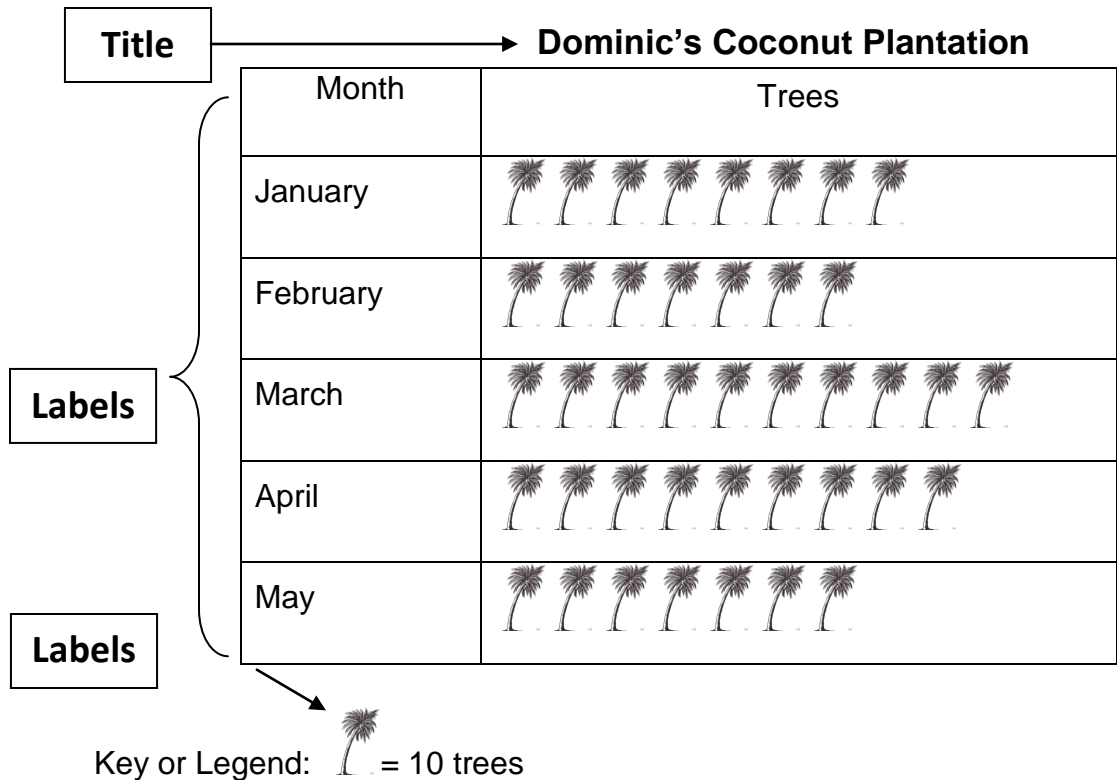 Title
Dominic’s Coconut Plantation
Month
Trees
January
February
Labels
March
April
May
Labels
Key or Legend: = 10 trees